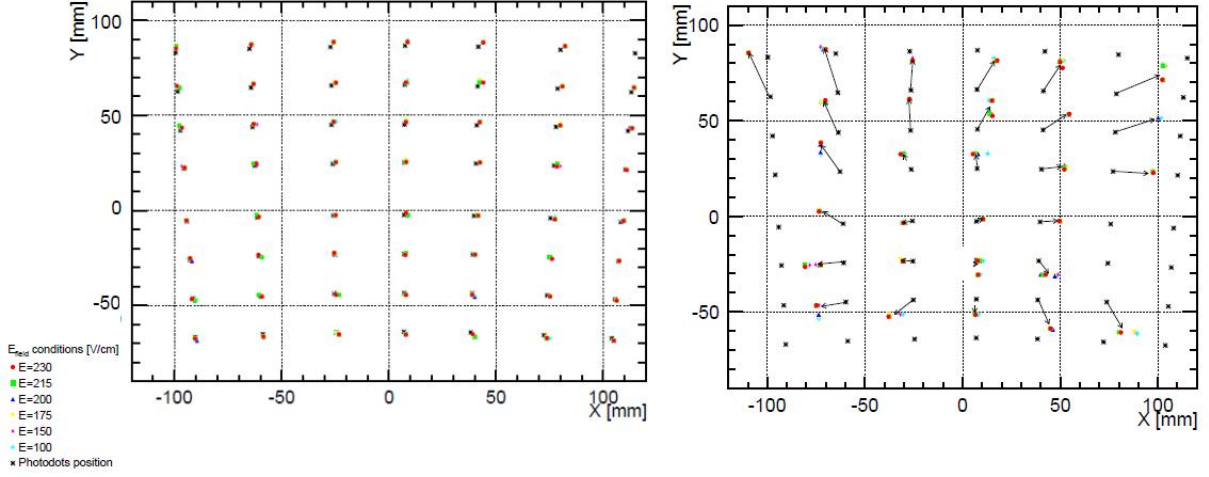 Y [mm]
100
50
0
-50
-100
-50
0
50
100
X [mm]
E_field conditions [V/cm]
E=230
E=215
E=200
E=175
E=150
E=100
Photodots position
Y [mm]
100
50
0
-50
-100
-50
0
50
100
X [mm]